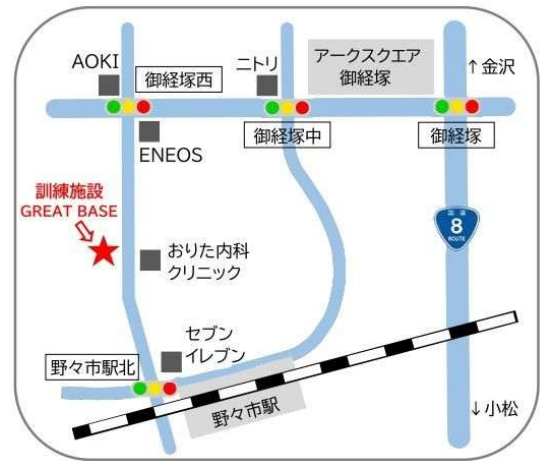 AOKI
御経塚西
ニトリ
アークスクエア
御経塚
↑金沢
ENEOS
御経塚中
御経塚
訓練施設
GREAT BASE
おりた内科
クリニック
国道
8
ROUTE
セブン
イレブン
野々市駅北
野々市駅
↓小松